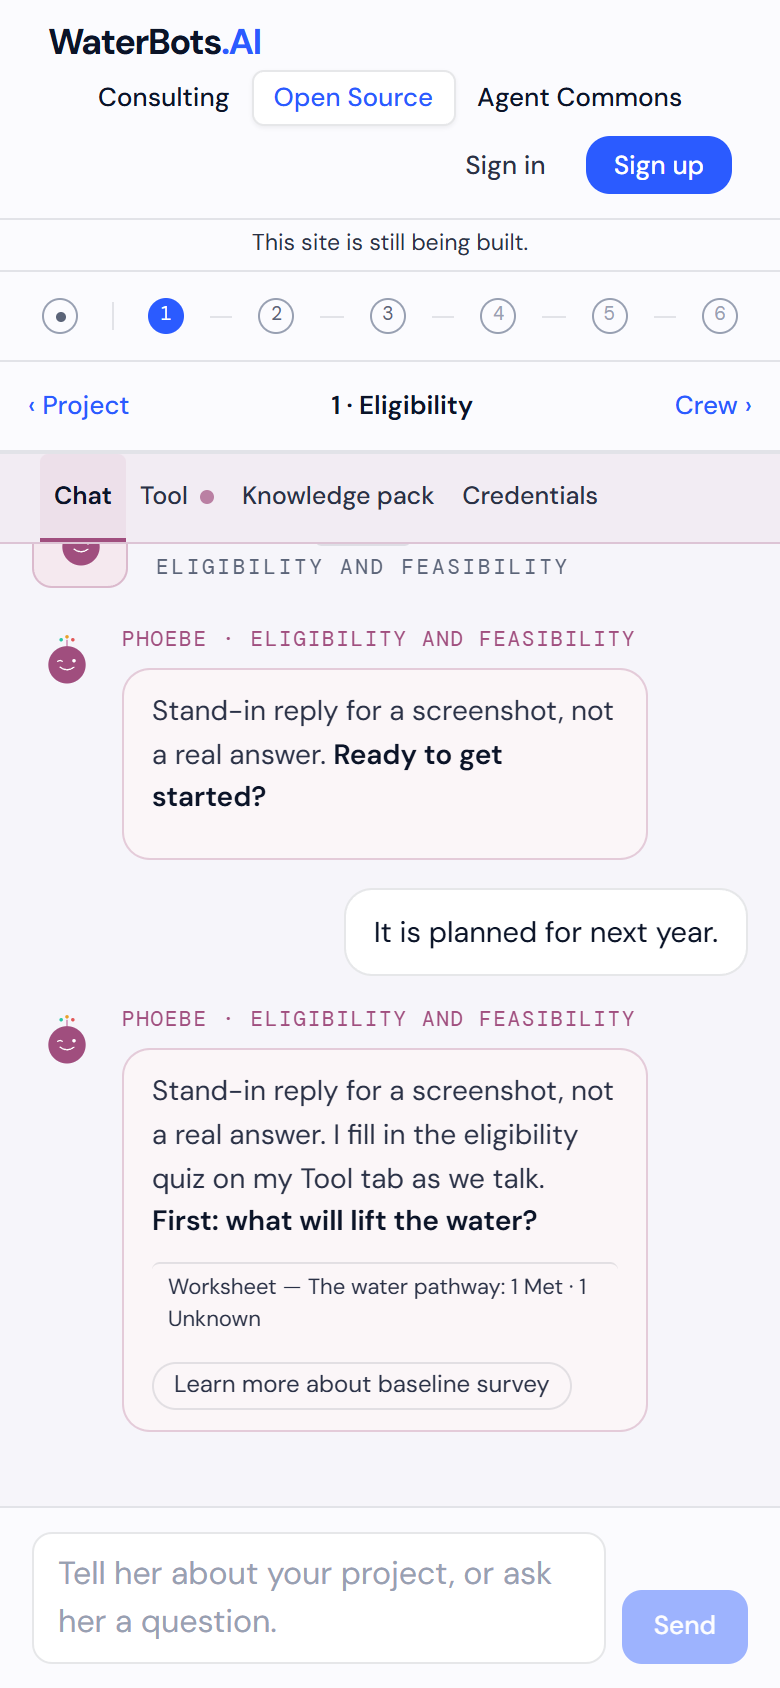 WaterBots.AI
Consulting Open Source Agent Commons
Sign in Sign up
This site is still being built.
1 2 3 4 5 6
‹ Project 1 · Eligibility Crew ›
Chat Tool Knowledge pack Credentials
ELIGIBILITY AND FEASIBILITY
PHOEBE · ELIGIBILITY AND FEASIBILITY
Stand-in reply for a screenshot, not
a real answer. Ready to get
started?
It is planned for next year.
PHOEBE · ELIGIBILITY AND FEASIBILITY
Stand-in reply for a screenshot, not
a real answer. I fill in the eligibility
quiz on my Tool tab as we talk.
First: what will lift the water?
Worksheet — The water pathway: 1 Met · 1
Unknown
Learn more about baseline survey
Tell her about your project, or ask
her a question.
Send